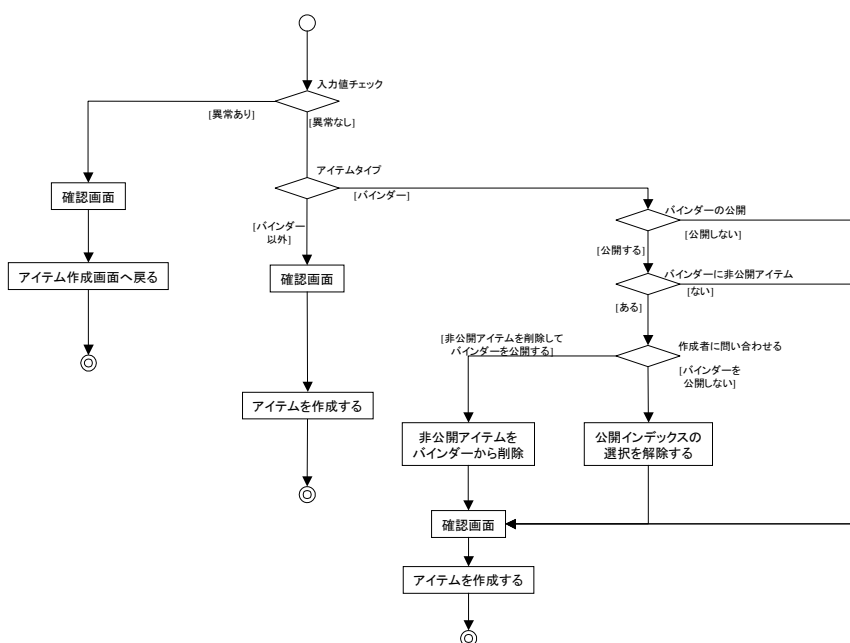 入力値チェック
[異常あり]
[異常なし]
アイテムタイプ
[バインダー]
確認画面
[バインダー
以外]
バインダーの公開
[公開しない]
[公開する]
アイテム作成画面へ戻る
確認画面
バインダーに非公開アイテム
[ない]
[ある]
[非公開アイテムを削除して
バインダーを公開する]
作成者に問い合わせる
[バインダーを
公開しない]
アイテムを作成する
非公開アイテムを
バインダーから削除
公開インデックスの
選択を解除する
確認画面
アイテムを作成する